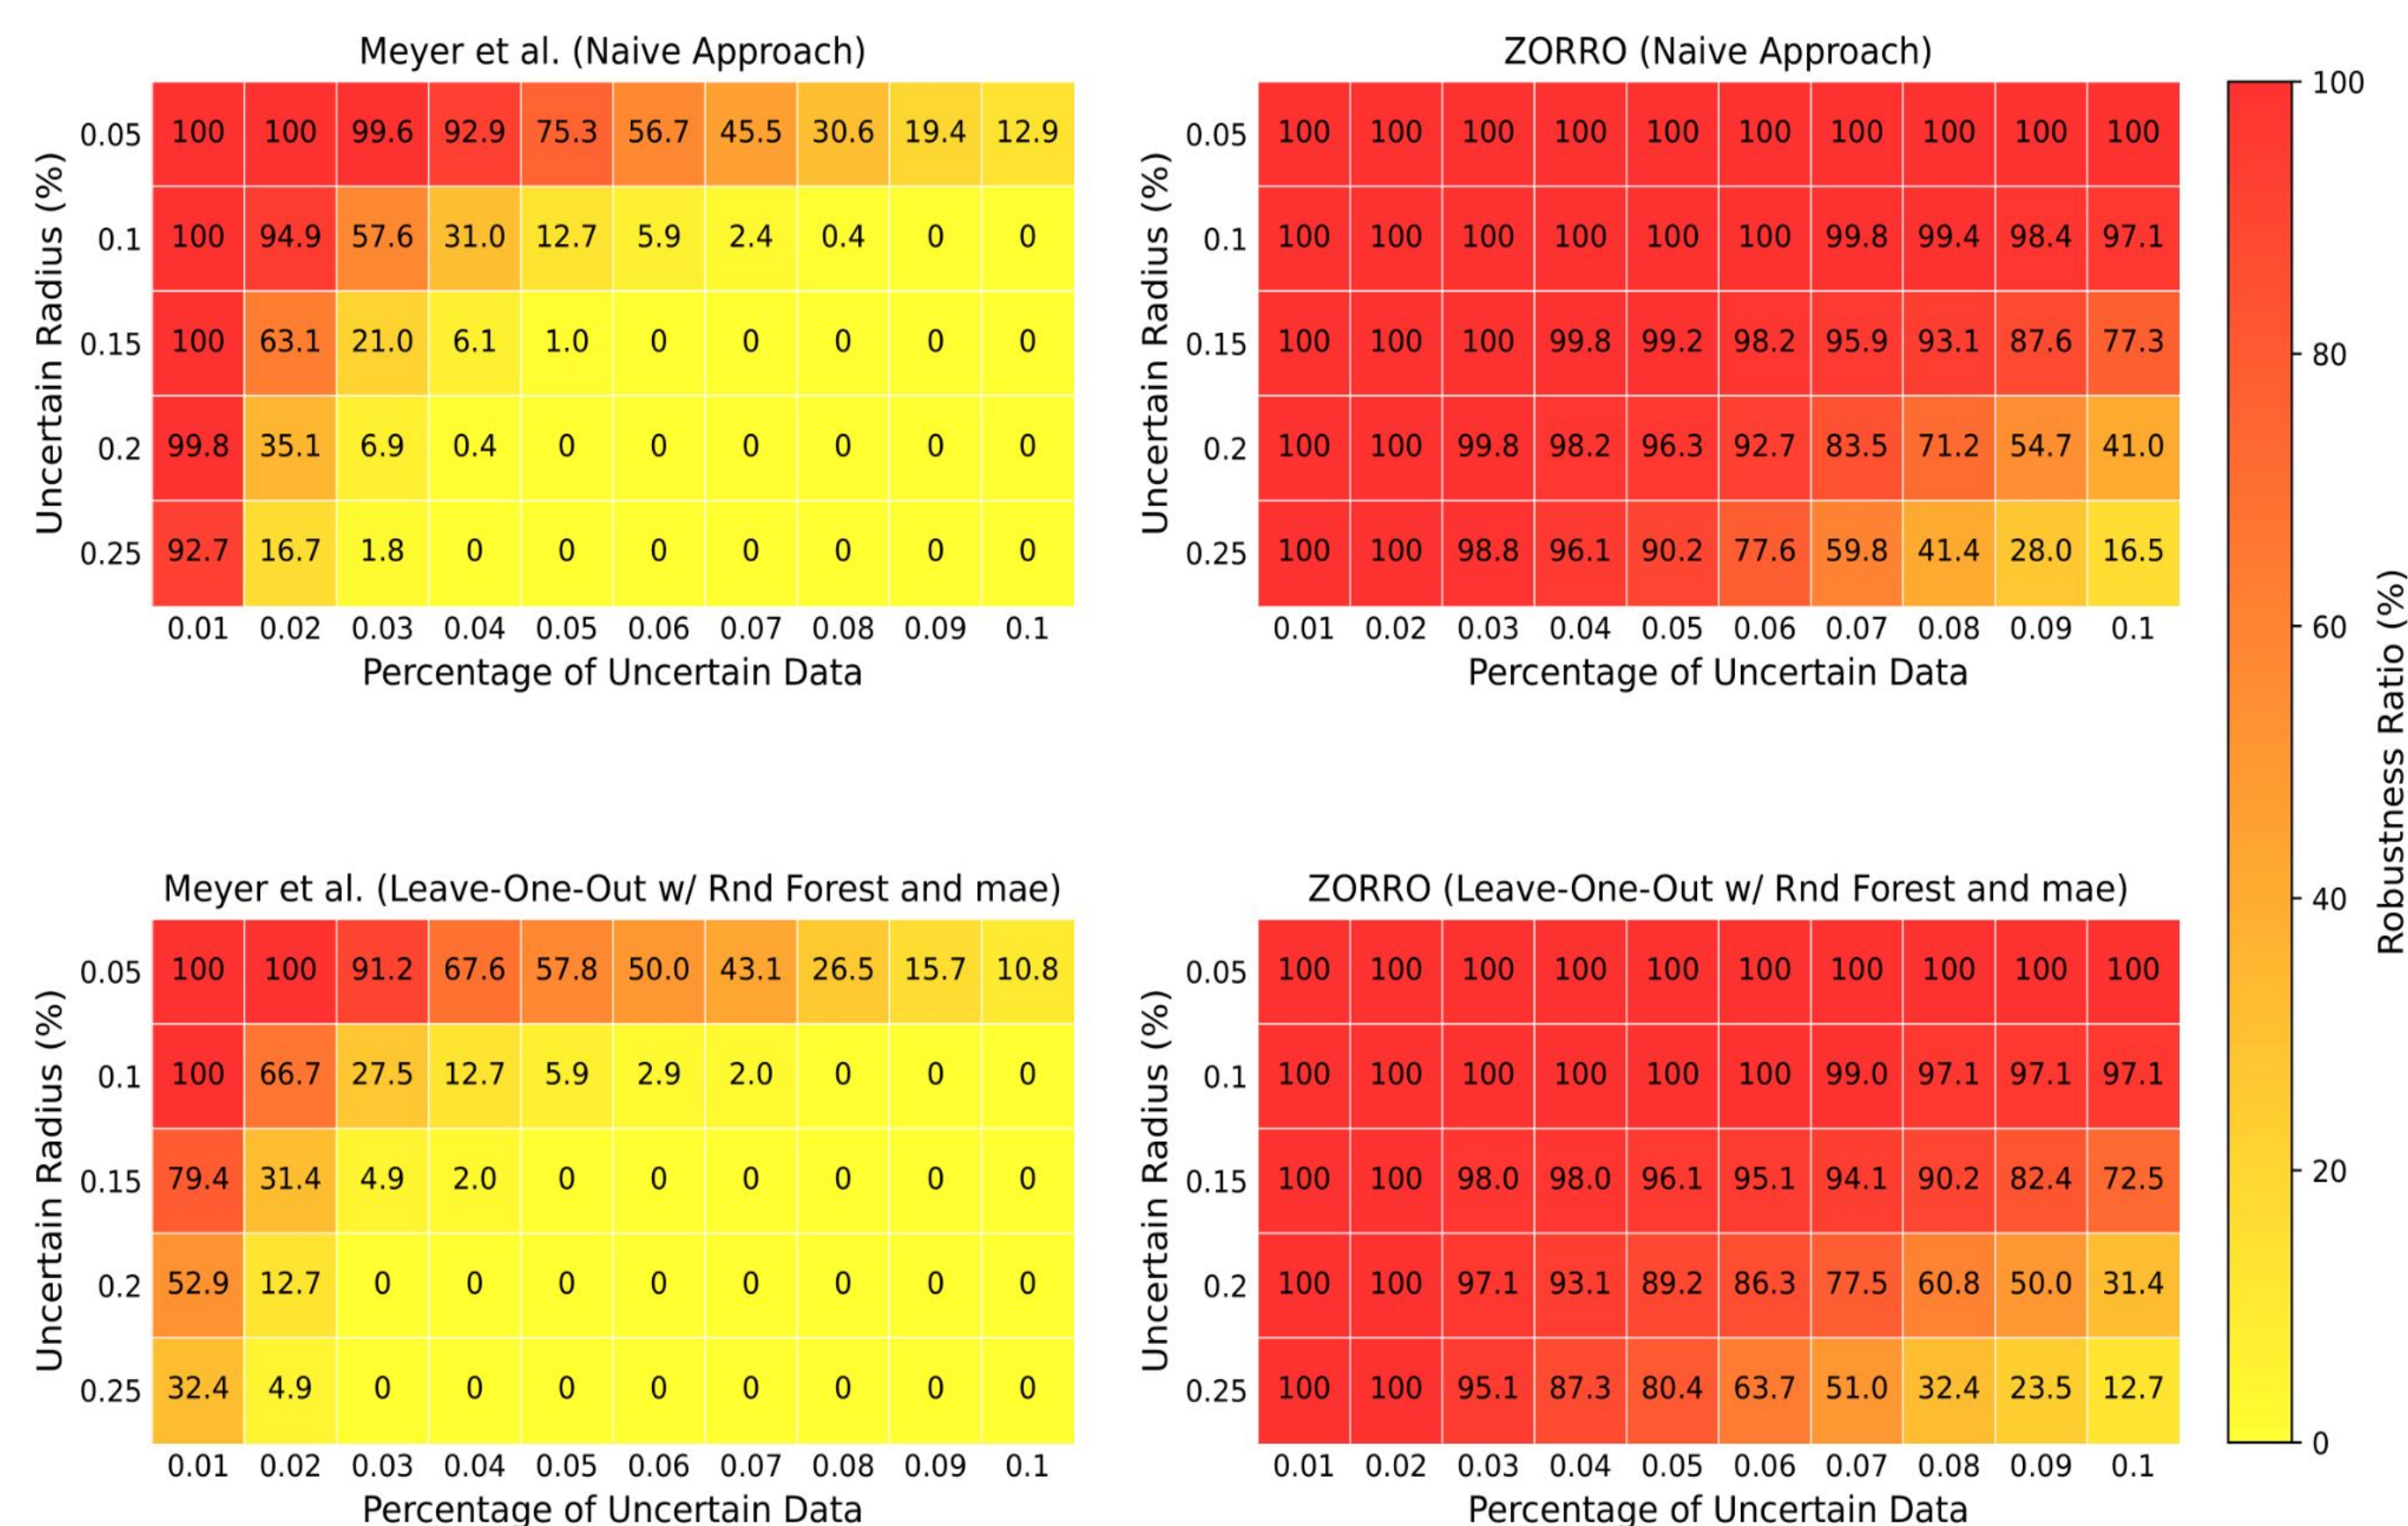 Meyer et al. (Naive Approach)
Uncertain Radius (%)
0.05 100 100 99.6 92.9 75.3 56.7 45.5 30.6 19.4 12.9
0.1 100 94.9 57.6 31.0 12.7 5.9 2.4 0.4 0 0
0.15 100 63.1 21.0 6.1 1.0 0 0 0 0 0
0.2 99.8 35.1 6.9 0.4 0 0 0 0 0 0
0.25 92.7 16.7 1.8 0 0 0 0 0 0 0
0.01 0.02 0.03 0.04 0.05 0.06 0.07 0.08 0.09 0.1
Percentage of Uncertain Data
ZORRO (Naive Approach)
Uncertain Radius (%)
0.05 100 100 100 100 100 100 100 100 100 100
0.1 100 100 100 100 100 100 99.8 99.4 98.4 97.1
0.15 100 100 100 99.8 99.2 98.2 95.9 93.1 87.6 77.3
0.2 100 100 99.8 98.2 96.3 92.7 83.5 71.2 54.7 41.0
0.25 100 100 98.8 96.1 90.2 77.6 59.8 41.4 28.0 16.5
0.01 0.02 0.03 0.04 0.05 0.06 0.07 0.08 0.09 0.1
Percentage of Uncertain Data
Meyer et al. (Leave-One-Out w/ Rnd Forest and mae)
Uncertain Radius (%)
0.05 100 100 91.2 67.6 57.8 50.0 43.1 26.5 15.7 10.8
0.1 100 66.7 27.5 12.7 5.9 2.9 2.0 0 0 0
0.15 79.4 31.4 4.9 2.0 0 0 0 0 0 0
0.2 52.9 12.7 0 0 0 0 0 0 0 0
0.25 32.4 4.9 0 0 0 0 0 0 0 0
0.01 0.02 0.03 0.04 0.05 0.06 0.07 0.08 0.09 0.1
Percentage of Uncertain Data
ZORRO (Leave-One-Out w/ Rnd Forest and mae)
Uncertain Radius (%)
0.05 100 100 100 100 100 100 100 100 100 100
0.1 100 100 100 100 100 100 99.0 97.1 97.1 97.1
0.15 100 100 98.0 98.0 96.1 95.1 94.1 90.2 82.4 72.5
0.2 100 100 97.1 93.1 89.2 86.3 77.5 60.8 50.0 31.4
0.25 100 100 95.1 87.3 80.4 63.7 51.0 32.4 23.5 12.7
0.01 0.02 0.03 0.04 0.05 0.06 0.07 0.08 0.09 0.1
Percentage of Uncertain Data
100
80
60
40
20
0
Robustness Ratio (%)